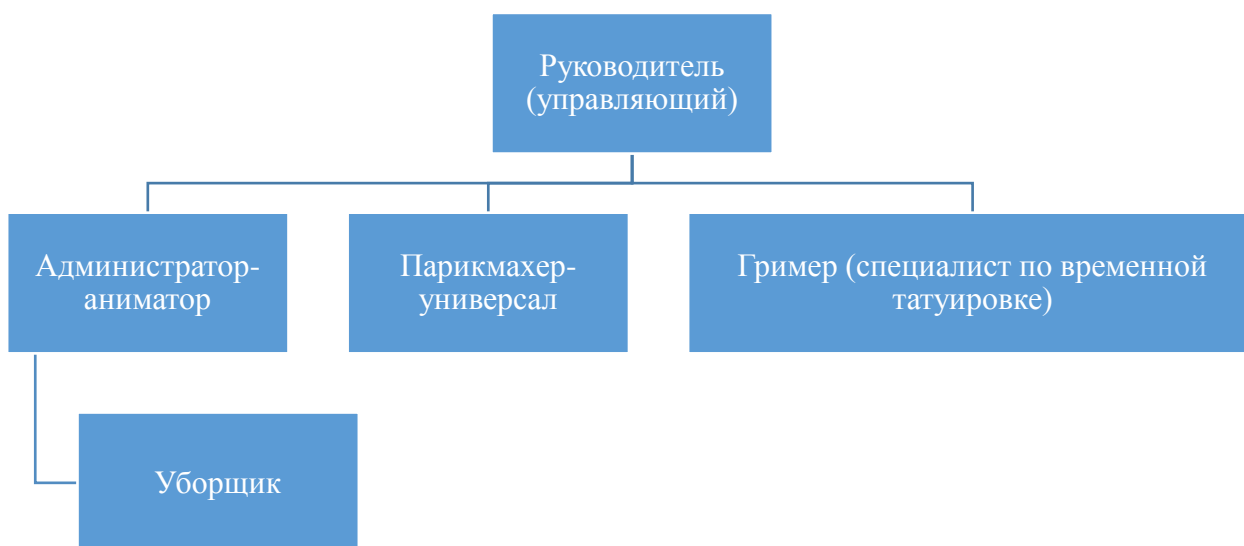 Руководитель
(управляющий)
Администратор-
аниматор
Парикмахер-
универсал
Гример (специалист по временной
татуировке)
Уборщик